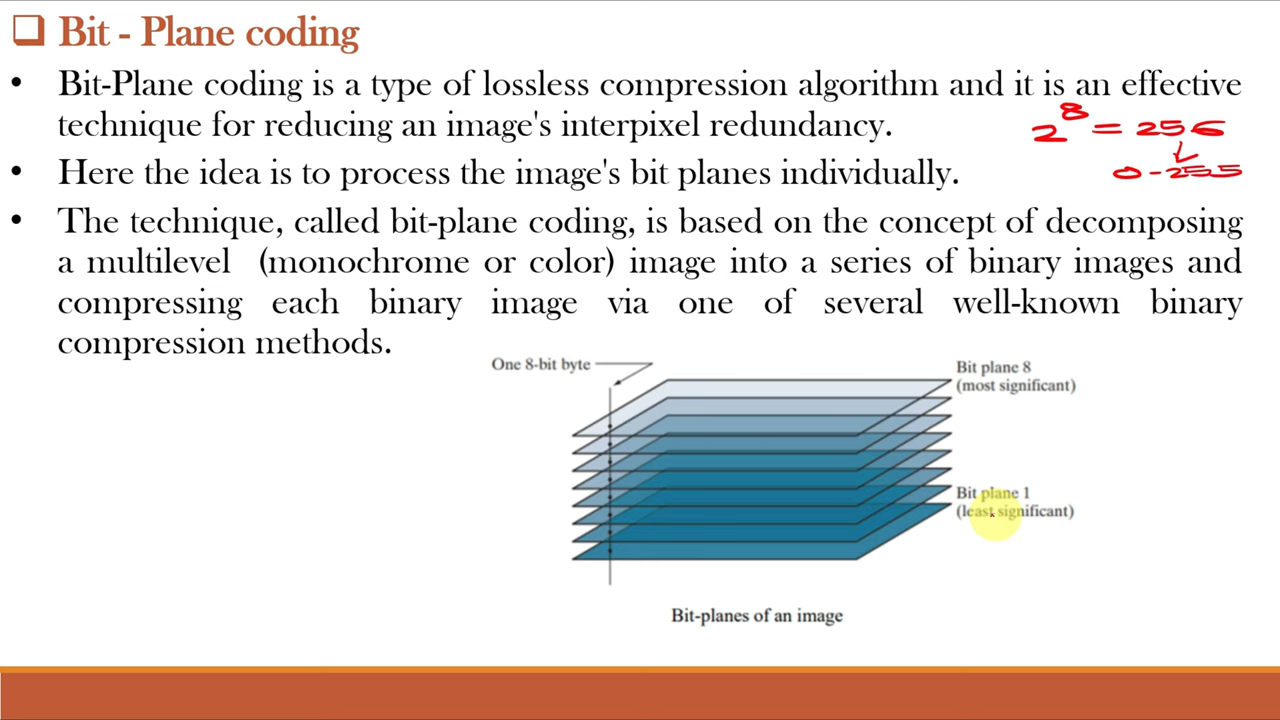 ❑ Bit - Plane coding
• Bit-Plane coding is a type of lossless compression algorithm and it is an effective
technique for reducing an image's interpixel redundancy.
2^8 = 256
0-255
• Here the idea is to process the image's bit planes individually.
• The technique, called bit-plane coding, is based on the concept of decomposing
a multilevel (monochrome or color) image into a series of binary images and
compressing each binary image via one of several well-known binary
compression methods.
One 8-bit byte
Bit plane 8
(most significant)
Bit plane 1
(least significant)
Bit-planes of an image